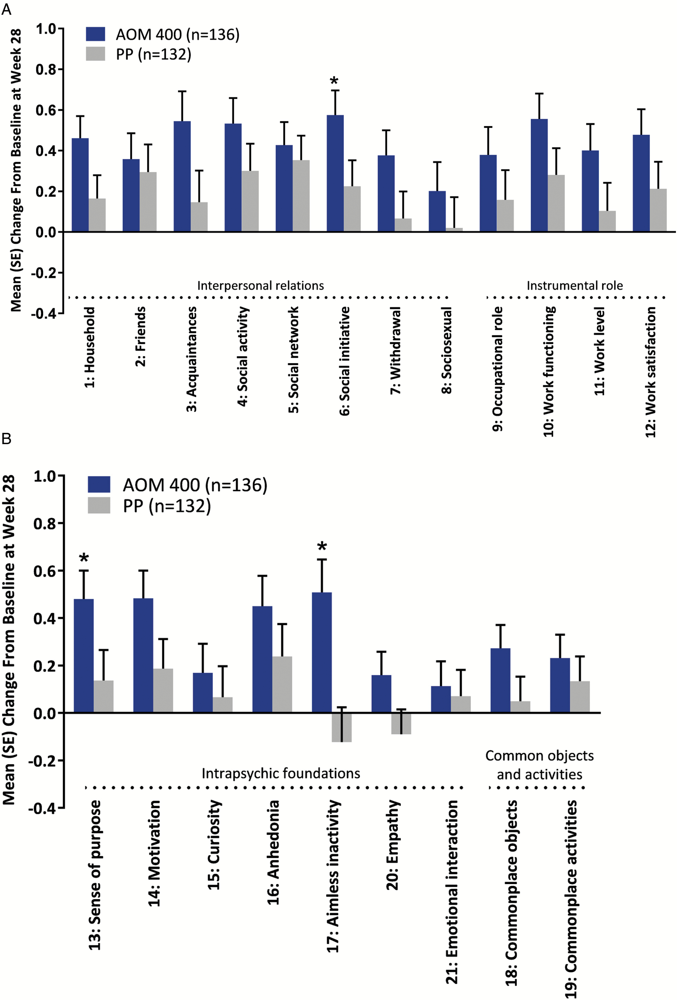 A
Mean (SE) Change From Baseline at Week 28
1.0
0.8
0.6
0.4
0.2
0.0
-0.2
-0.4
AOM 400 (n=136)
PP (n=132)
*
Interpersonal relations
Instrumental role
1: Household
2: Friends
3: Acquaintances
4: Social activity
5: Social network
6: Social initiative
7: Withdrawal
8: Sociosexual
9: Occupational role
10: Work functioning
11: Work level
12: Work satisfaction
B
Mean (SE) Change From Baseline at Week 28
1.0
0.8
0.6
0.4
0.2
0.0
-0.2
-0.4
AOM 400 (n=136)
PP (n=132)
*
*
Intrapsychic foundations
Common objects
and activities
13: Sense of purpose
14: Motivation
15: Curiosity
16: Anhedonia
17: Aimless inactivity
20: Empathy
21: Emotional interaction
18: Commonplace objects
19: Commonplace activities